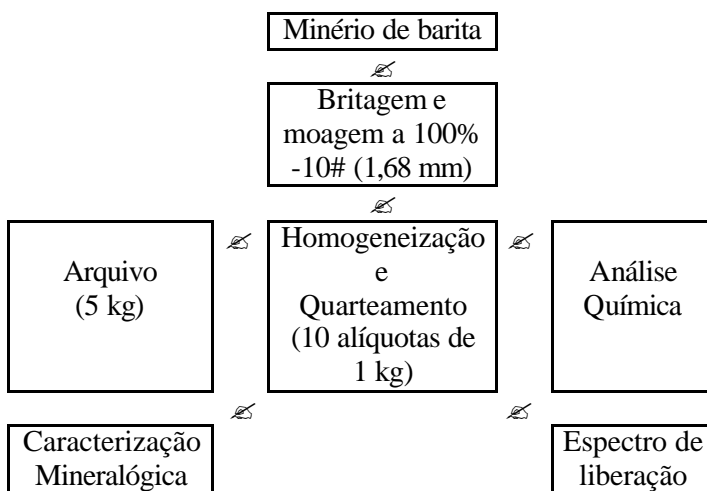 Minério de barita
Britagem e
moagem a 100%
-10# (1,68 mm)
Arquivo
(5 kg)
Homogeneização
e
Quarteamento
(10 alíquotas de
1 kg)
Análise
Química
Caracterização
Mineralógica
Espectro de
liberação